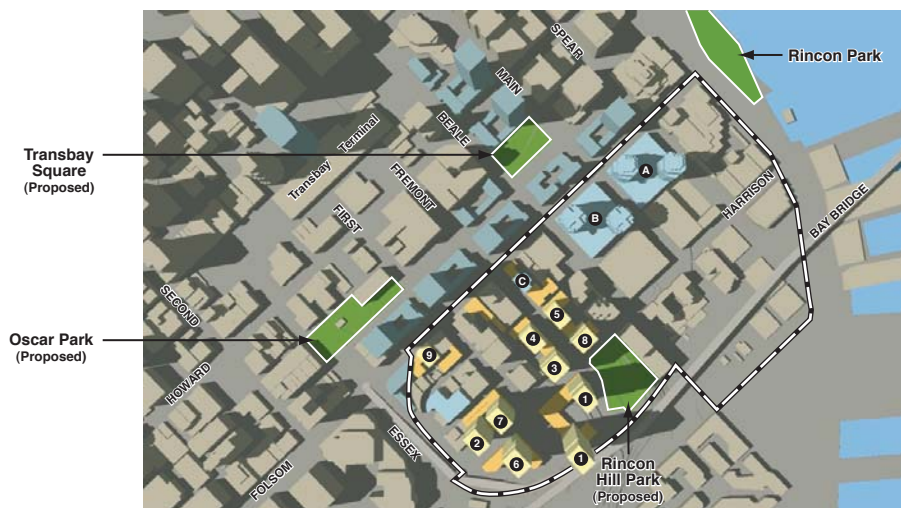 SPEAR
Rincon Park
MAIN
BEALE
Transbay Terminal
Transbay
Square
(Proposed)
FREMONT
A
HARRISON
BAY BRIDGE
B
FIRST
C
SECOND
5
Oscar Park
(Proposed)
4
8
9
3
HOWARD
1
7
ESSEX
2
6
1
Rincon
Hill Park
(Proposed)
FOLSOM